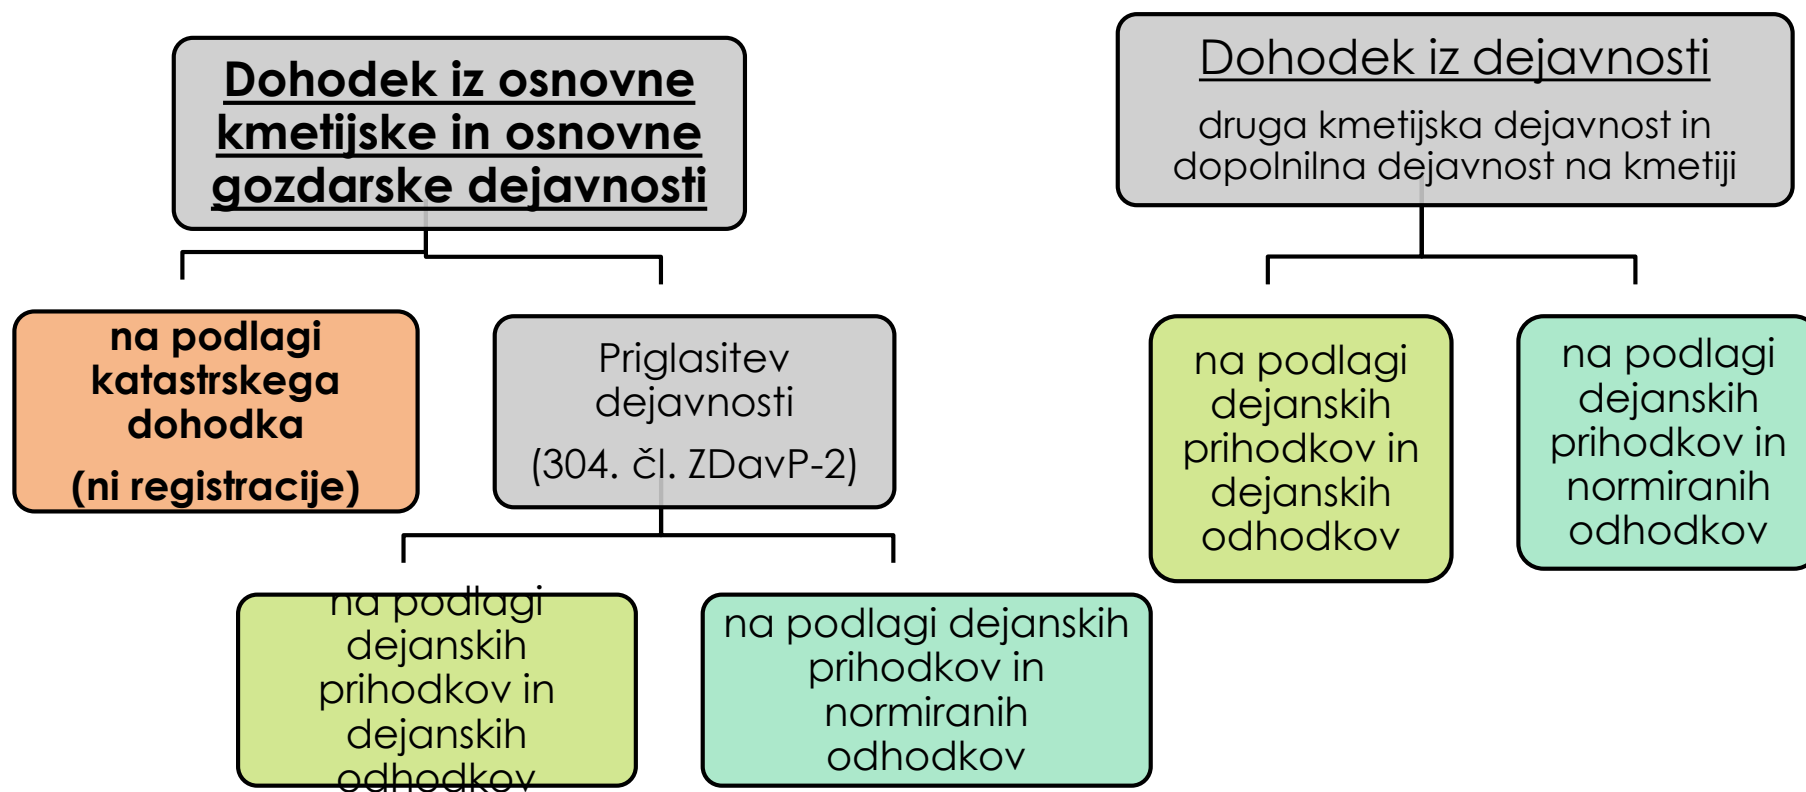 Dohodek iz osnovne
kmetijske in osnovne
gozdarske dejavnosti
Dohodek iz dejavnosti
druga kmetijska dejavnost in
dopolnilna dejavnost na kmetiji
na podlagi
katastrskega
dohodka
(ni registracije)
Priglasitev
dejavnosti
(304. čl. ZDavP-2)
na podlagi
dejanskih
prihodkov in
dejanskih
odhodkov
na podlagi
dejanskih
prihodkov in
normiranih
odhodkov
na podlagi
dejanskih
prihodkov in
dejanskih
odhodkov
na podlagi dejanskih
prihodkov in
normiranih
odhodkov